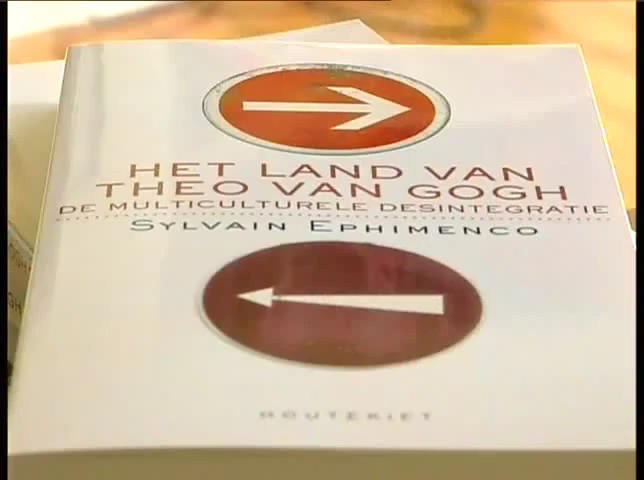 HET LAND VAN
THEO VAN GOGH
DE MULTICULTURELE DESINTEGRATIE
SYLVAIN EPHIMENCO
HOUTEKIET